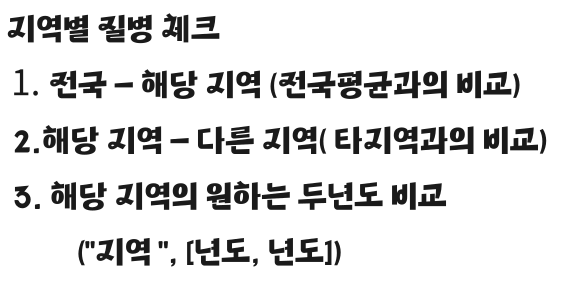 지역별 질병 체크
1. 전국 - 해당 지역 (전국평균과의 비교)
2.해당 지역 - 다른 지역( 타지역과의 비교)
3. 해당 지역의 원하는 두년도 비교
("지역 ", [년도, 년도])